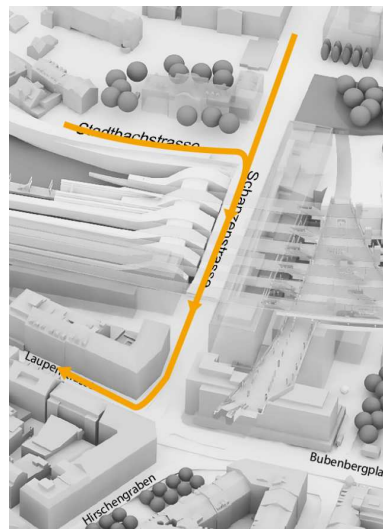 Stadtbachstrasse
Schanzenstrasse
Laupen
Bubenbergpla
Hirschengraben